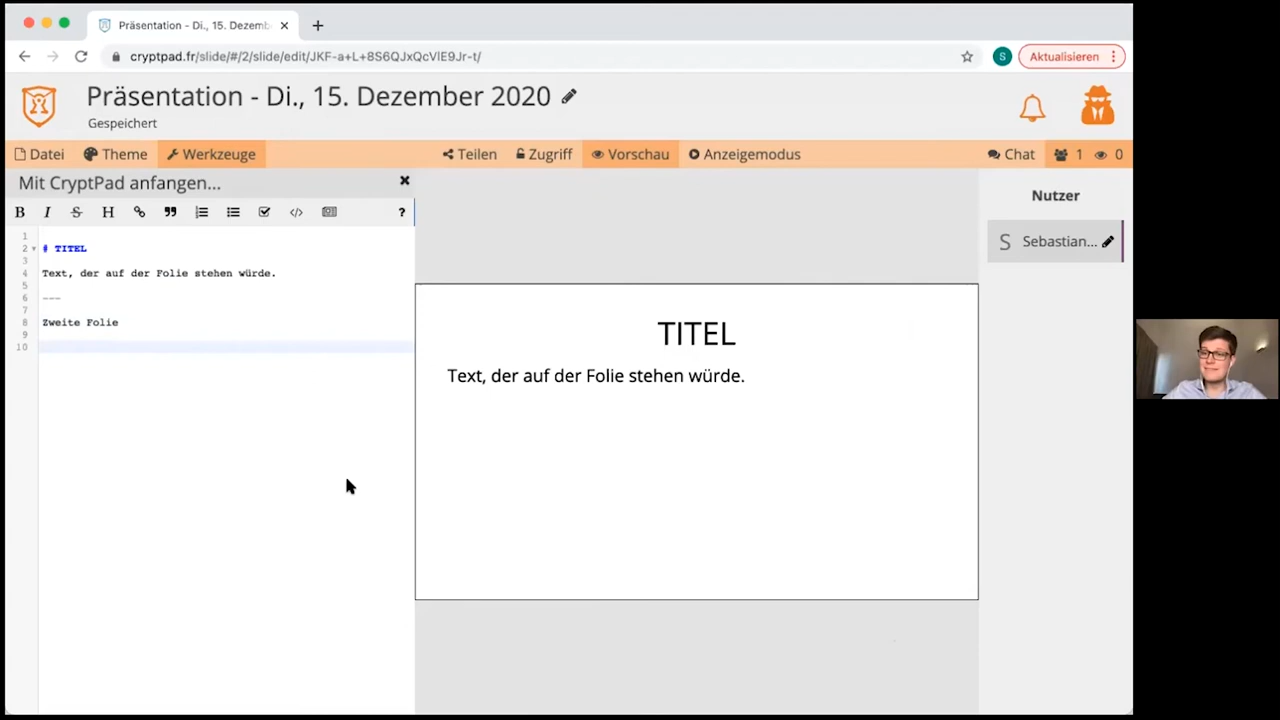 Präsentation - Di., 15. Dezemb
cryptpad.fr/slide/#/2/slide/edit/JKF-a+L+8S6QJxQcVlE9Jr-t/
S
Aktualisieren
Präsentation - Di., 15. Dezember 2020
Gespeichert
Datei Theme Werkzeuge Teilen Zugriff Vorschau Anzeigemodus Chat 1 0
Mit CryptPad anfangen...
B I S H ?
1
2 # TITEL
3
4 Text, der auf der Folie stehen würde.
5
6 ---
7
8 Zweite Folie
9
10
TITEL
Text, der auf der Folie stehen würde.
Nutzer
S Sebastian...